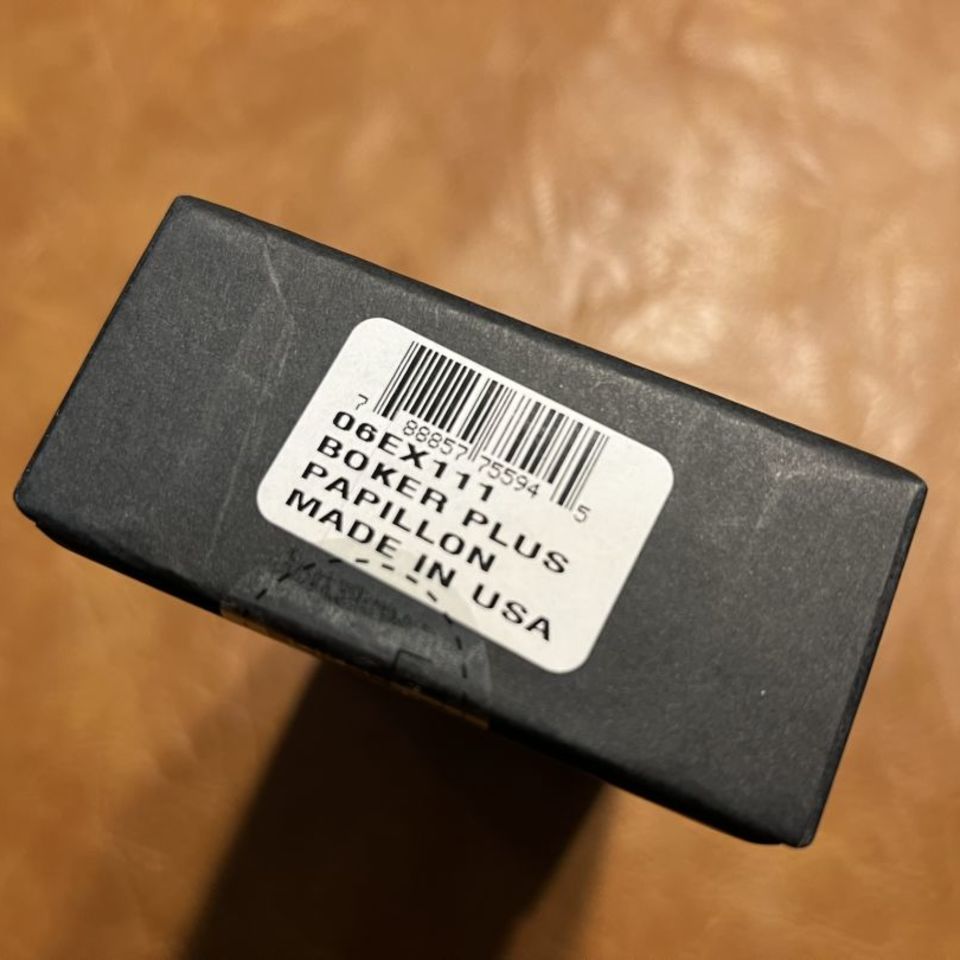 7 88857 75594 5
06EX111
BOKER PLUS
PAPILLON
MADE IN USA